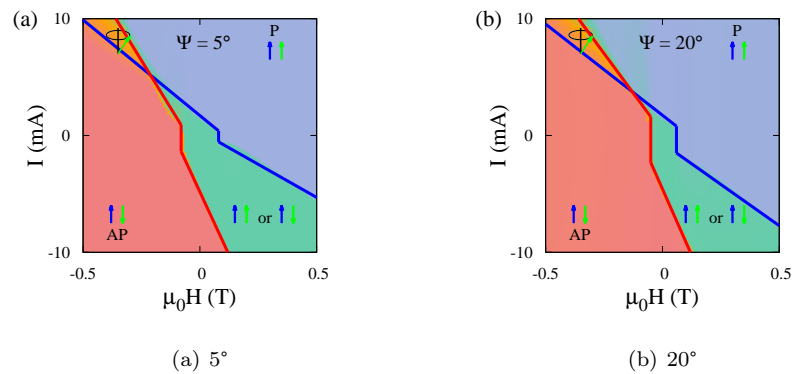 (a)
10
Ψ = 5°
P
I (mA)
0
AP
or
-10
-0.5
0
0.5
μ₀H (T)
(a) 5°
(b)
10
Ψ = 20°
P
I (mA)
0
AP
or
-10
-0.5
0
0.5
μ₀H (T)
(b) 20°